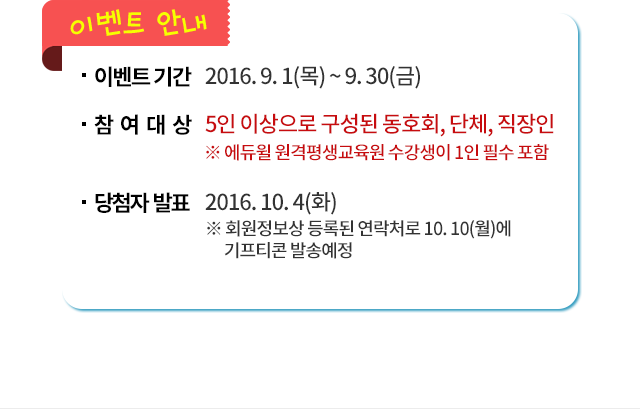 이벤트 안내
· 이벤트 기간 2016. 9. 1(목) ~ 9. 30(금)
· 참 여 대 상 5인 이상으로 구성된 동호회, 단체, 직장인
※ 에듀윌 원격평생교육원 수강생이 1인 필수 포함
· 당첨자 발표 2016. 10. 4(화)
※ 회원정보상 등록된 연락처로 10. 10(월)에
기프티콘 발송예정